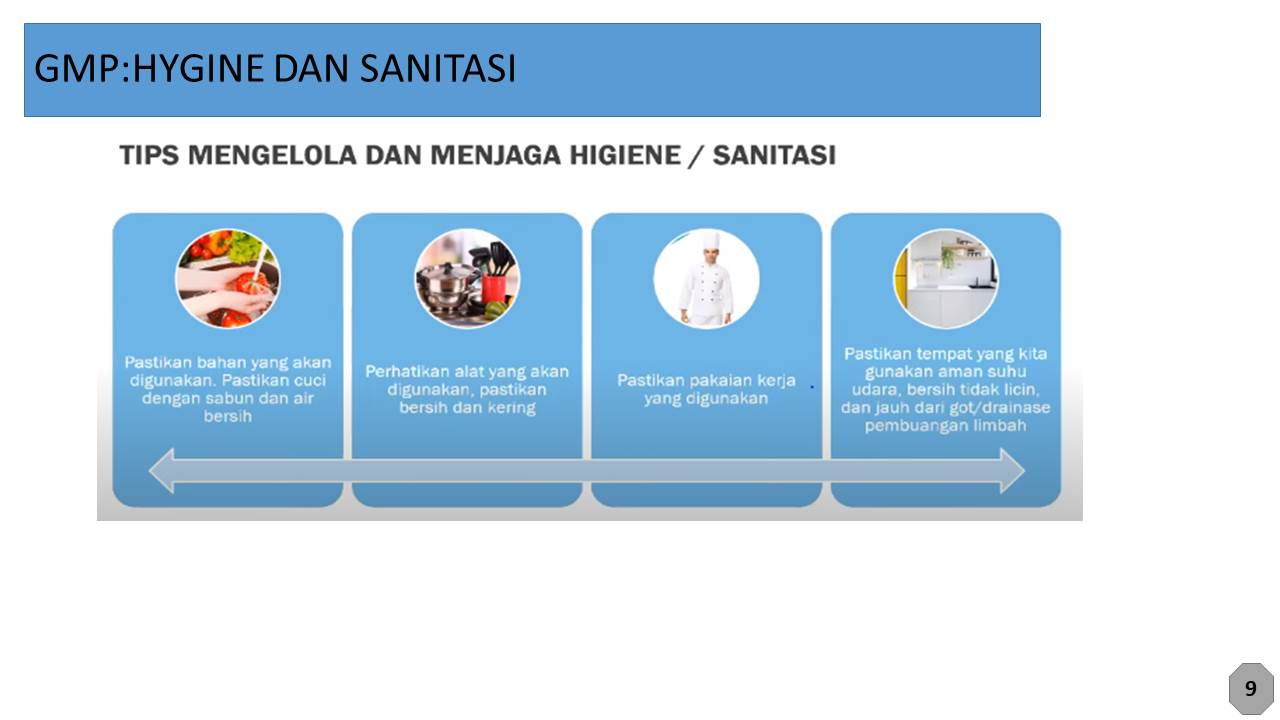 GMP:HYGINE DAN SANITASI
TIPS MENGELOLA DAN MENJAGA HIGIENE / SANITASI
Pastikan bahan yang akan
digunakan. Pastikan cuci
dengan sabun dan air
bersih
Perhatikan alat yang akan
digunakan, pastikan
bersih dan kering
Pastikan pakaian kerja
yang digunakan
Pastikan tempat yang kita
gunakan aman suhu
udara, bersih tidak licin,
dan jauh dari got/drainase
pembuangan limbah
9